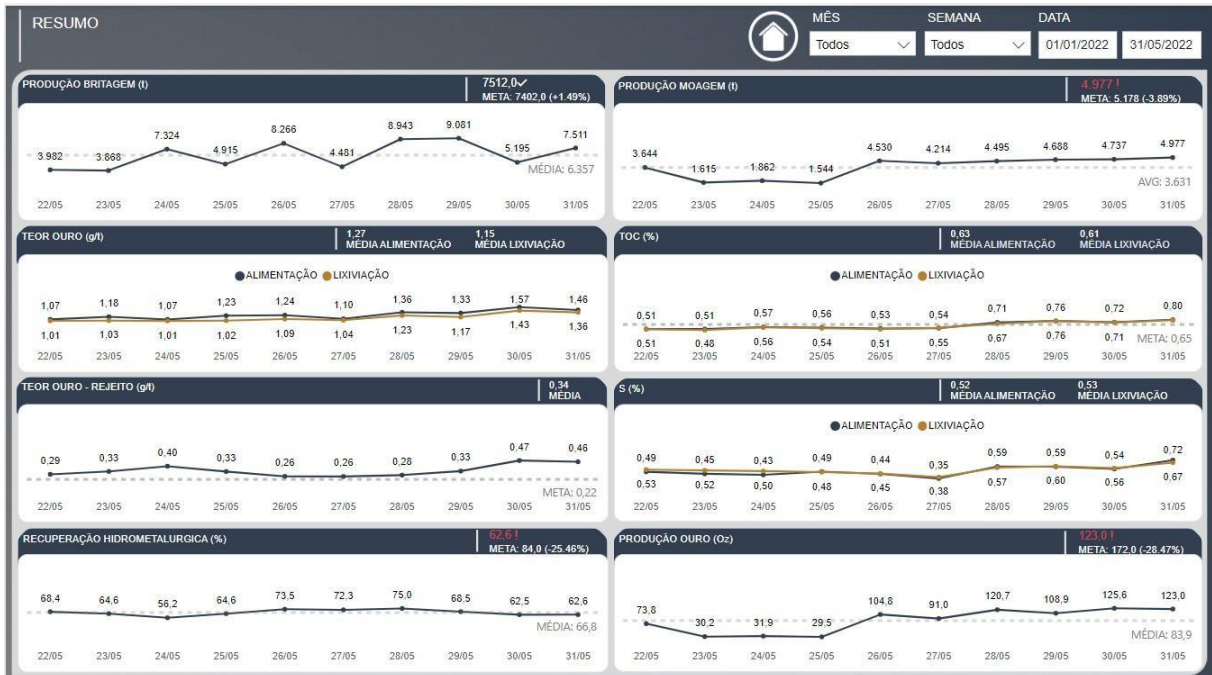 RESUMO
MÊS
SEMANA
DATA
Todos
Todos
01/01/2022
31/05/2022
PRODUÇÃO BRITAGEM (t)
7512,0✓
META: 7402,0 (+1.49%)
3.982 3.868 7.324 4.915 8.266 4.481 8.943 9.081 5.195 7.511
MÉDIA: 6.357
22/05 23/05 24/05 25/05 26/05 27/05 28/05 29/05 30/05 31/05
PRODUÇÃO MOAGEM (t)
4.977 !
META: 5.178 (-3.89%)
3.644 1.615 1.862 1.544 4.530 4.214 4.495 4.688 4.737 4.977
AVG: 3.631
22/05 23/05 24/05 25/05 26/05 27/05 28/05 29/05 30/05 31/05
TEOR OURO (g/t)
1,27 1,15
MÉDIA ALIMENTAÇÃO MÉDIA LIXIVIAÇÃO
ALIMENTAÇÃO LIXIVIAÇÃO
1,07 1,18 1,07 1,23 1,24 1,10 1,36 1,33 1,57 1,46
1,01 1,03 1,01 1,02 1,09 1,04 1,23 1,17 1,43 1,36
22/05 23/05 24/05 25/05 26/05 27/05 28/05 29/05 30/05 31/05
TOC (%)
0,63 0,61
MÉDIA ALIMENTAÇÃO MÉDIA LIXIVIAÇÃO
ALIMENTAÇÃO LIXIVIAÇÃO
0,51 0,51 0,57 0,56 0,53 0,54 0,71 0,76 0,72 0,80
0,51 0,48 0,56 0,54 0,51 0,55 0,67 0,76 0,71 META: 0,65
22/05 23/05 24/05 25/05 26/05 27/05 28/05 29/05 30/05 31/05
TEOR OURO - REJEITO (g/t)
0,34
MÉDIA
0,29 0,33 0,40 0,33 0,26 0,26 0,28 0,33 0,47 0,46
META: 0,22
22/05 23/05 24/05 25/05 26/05 27/05 28/05 29/05 30/05 31/05
S (%)
0,52 0,53
MÉDIA ALIMENTAÇÃO MÉDIA LIXIVIAÇÃO
ALIMENTAÇÃO LIXIVIAÇÃO
0,49 0,45 0,43 0,49 0,44 0,35 0,59 0,59 0,54 0,72
0,53 0,52 0,50 0,48 0,45 0,38 0,57 0,60 0,56 0,67
22/05 23/05 24/05 25/05 26/05 27/05 28/05 29/05 30/05 31/05
RECUPERAÇÃO HIDROMETALURGICA (%)
62,6 !
META: 84,0 (-25.46%)
68,4 64,6 56,2 64,6 73,5 72,3 75,0 68,5 62,5 62,6
MÉDIA: 66,8
22/05 23/05 24/05 25/05 26/05 27/05 28/05 29/05 30/05 31/05
PRODUÇÃO OURO (Oz)
123,0 !
META: 172,0 (-28.47%)
73,8 30,2 31,9 29,5 104,8 91,0 120,7 108,9 125,6 123,0
MÉDIA: 83,9
22/05 23/05 24/05 25/05 26/05 27/05 28/05 29/05 30/05 31/05